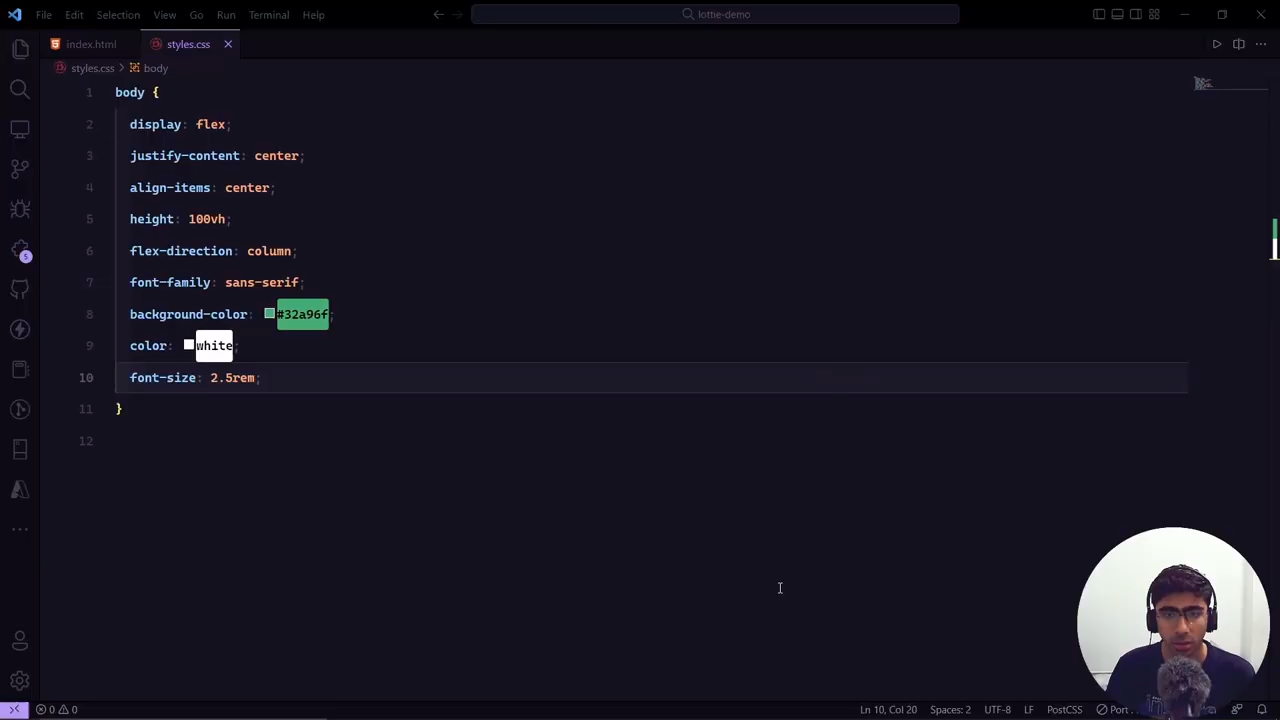 File Edit Selection View Go Run Terminal Help
lottie-demo
index.html styles.css
styles.css > body
1 body {
2 display: flex;
3 justify-content: center;
4 align-items: center;
5 height: 100vh;
6 flex-direction: column;
7 font-family: sans-serif;
8 background-color: #32a96f;
9 color: white;
10 font-size: 2.5rem;
11 }
12
5
0 0 Ln 10, Col 20 Spaces: 2 UTF-8 LF PostCSS Port